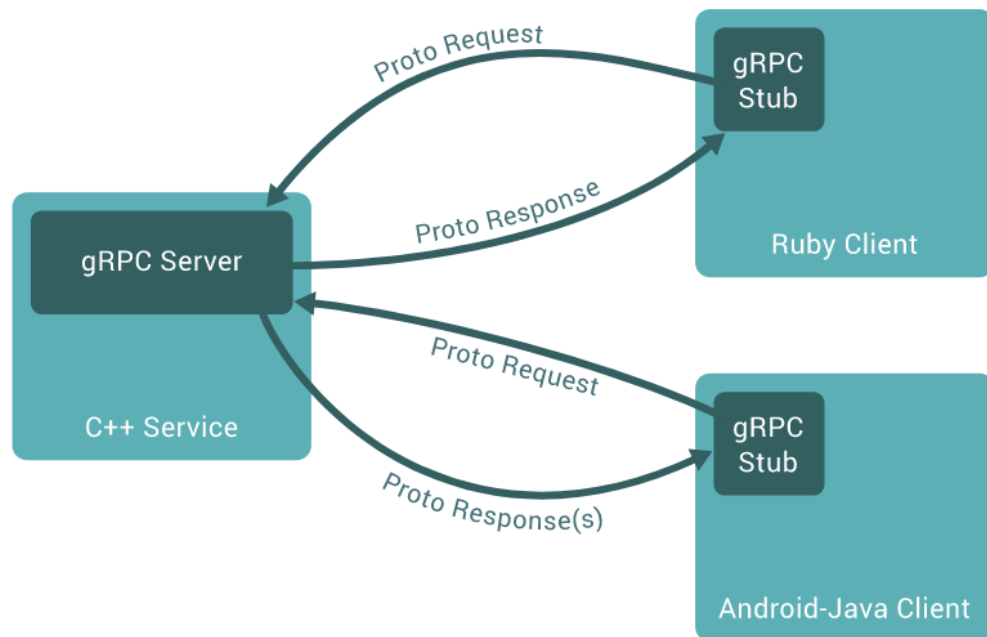 Proto Request
gRPC
Stub
Proto Response
Ruby Client
gRPC Server
C++ Service
Proto Request
gRPC
Stub
Proto Response(s)
Android-Java Client